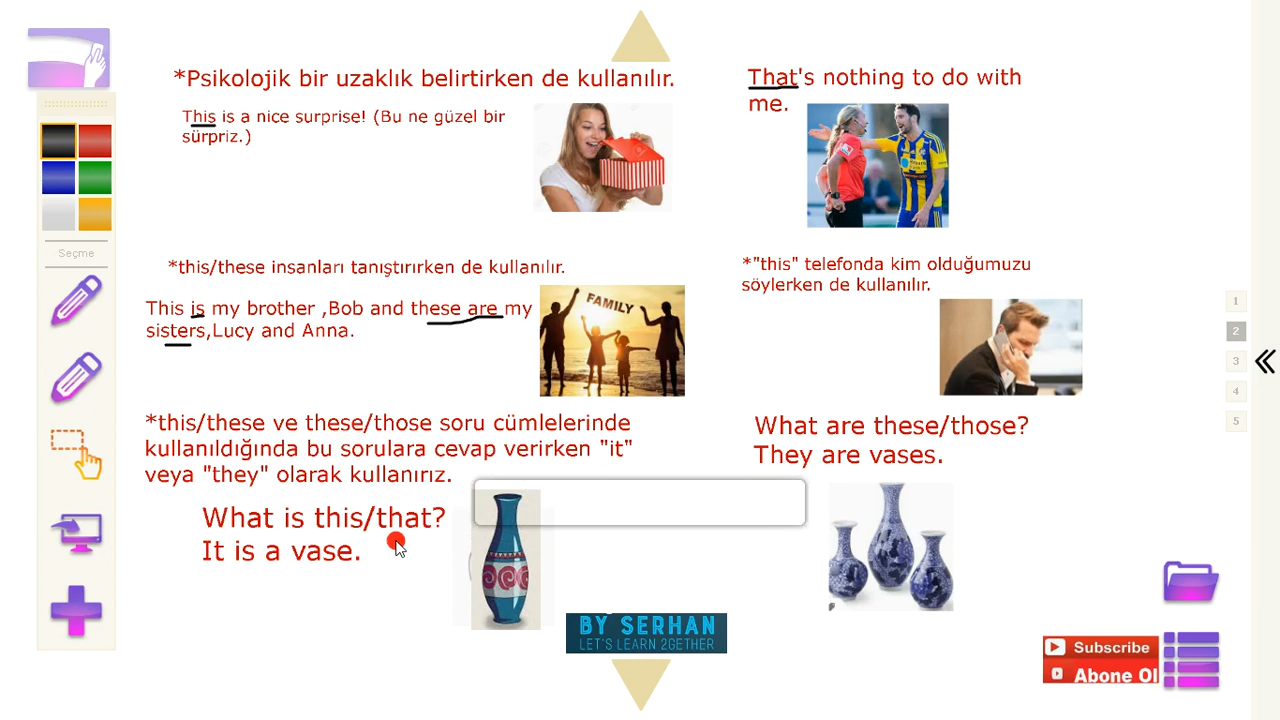 *Psikolojik bir uzaklık belirtirken de kullanılır.
This is a nice surprise! (Bu ne güzel bir
sürpriz.)
That's nothing to do with
me.
*this/these insanları tanıştırırken de kullanılır.
This is my brother ,Bob and these are my
sisters,Lucy and Anna.
FAMILY
*"this" telefonda kim olduğumuzu
söylerken de kullanılır.
*this/these ve these/those soru cümlelerinde
kullanıldığında bu sorulara cevap verirken "it"
veya "they" olarak kullanırız.
What is this/that?
It is a vase.
What are these/those?
They are vases.
Seçme
1
2
3
4
5
BY SERHAN
LET'S LEARN 2GETHER
Subscribe
Abone Ol